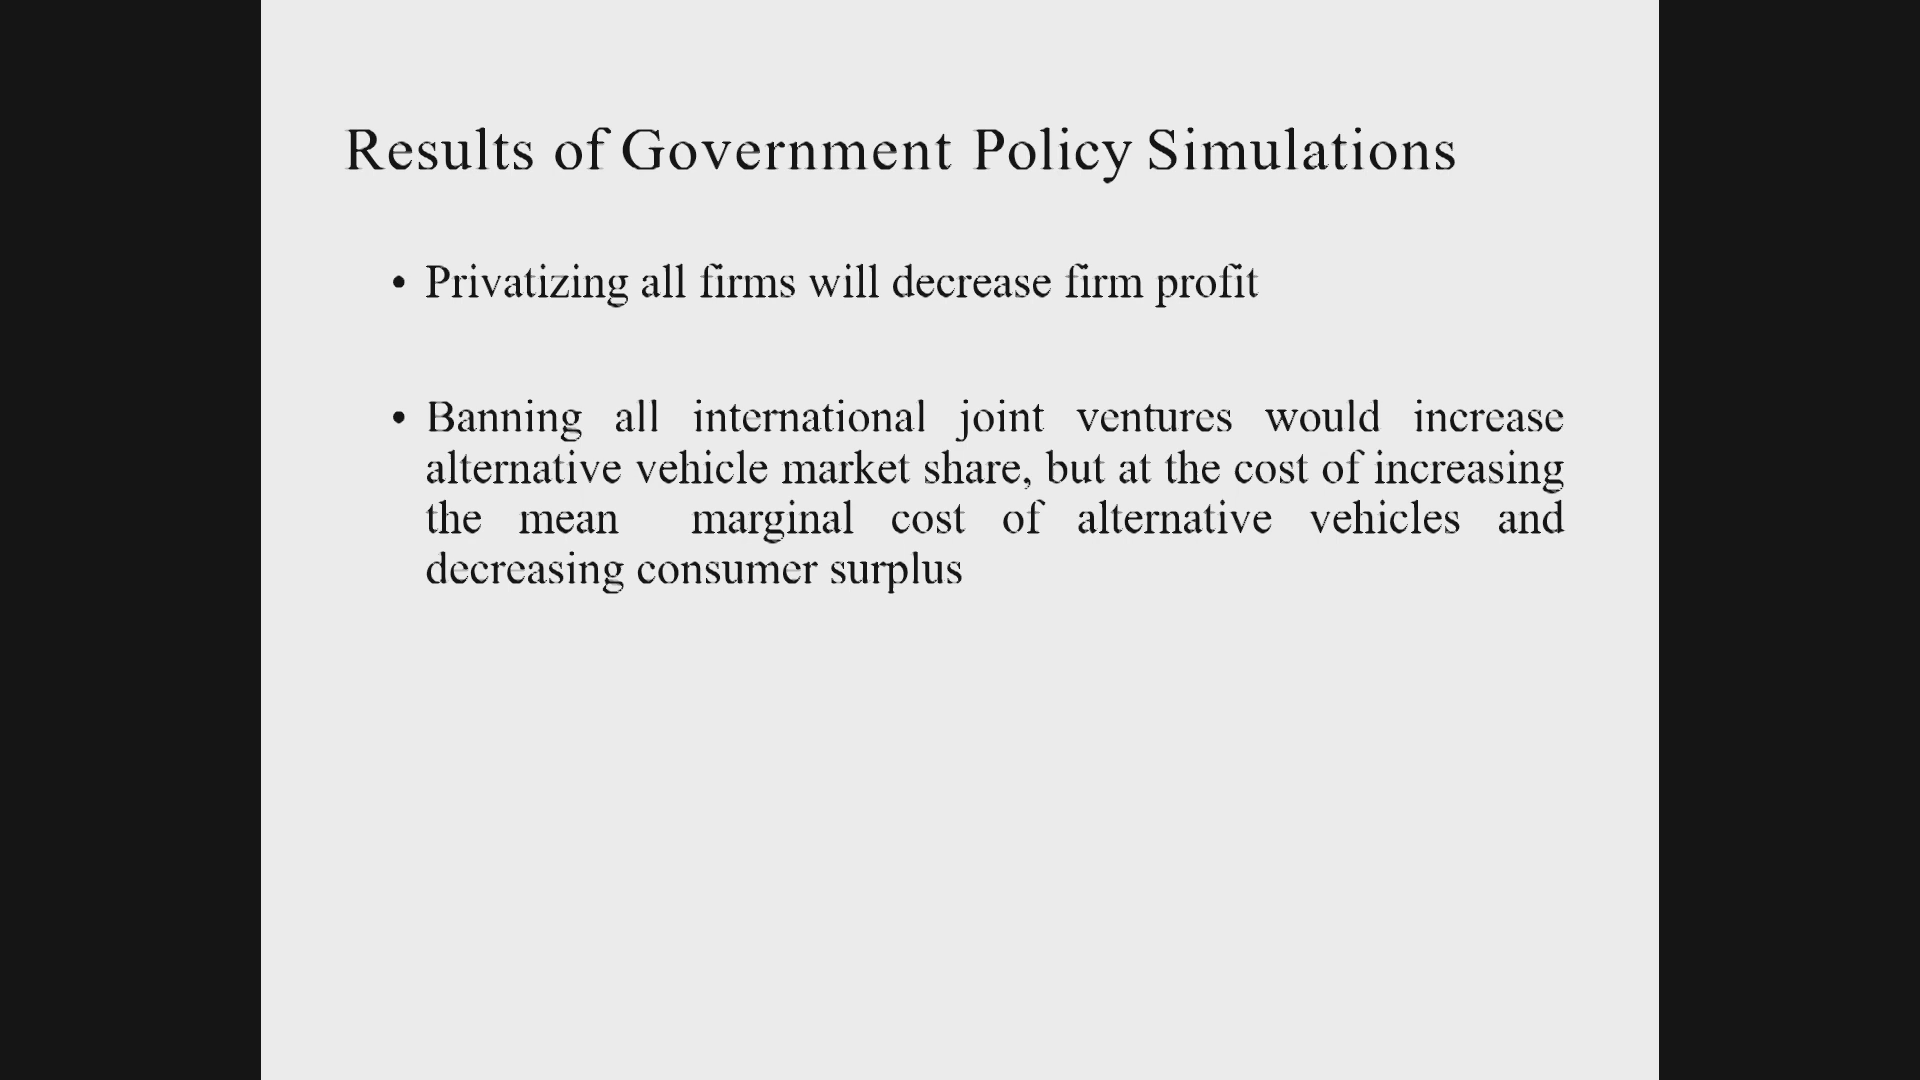 Results of Government Policy Simulations
• Privatizing all firms will decrease firm profit
• Banning all international joint ventures would increase
alternative vehicle market share, but at the cost of increasing
the mean marginal cost of alternative vehicles and
decreasing consumer surplus